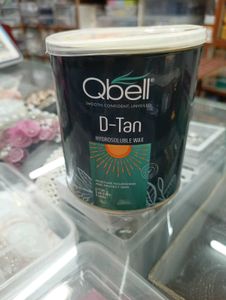 Qbell
SMOOTH, CONFIDENT, UNVEILED
D-Tan
HYDROSOLUBLE WAX